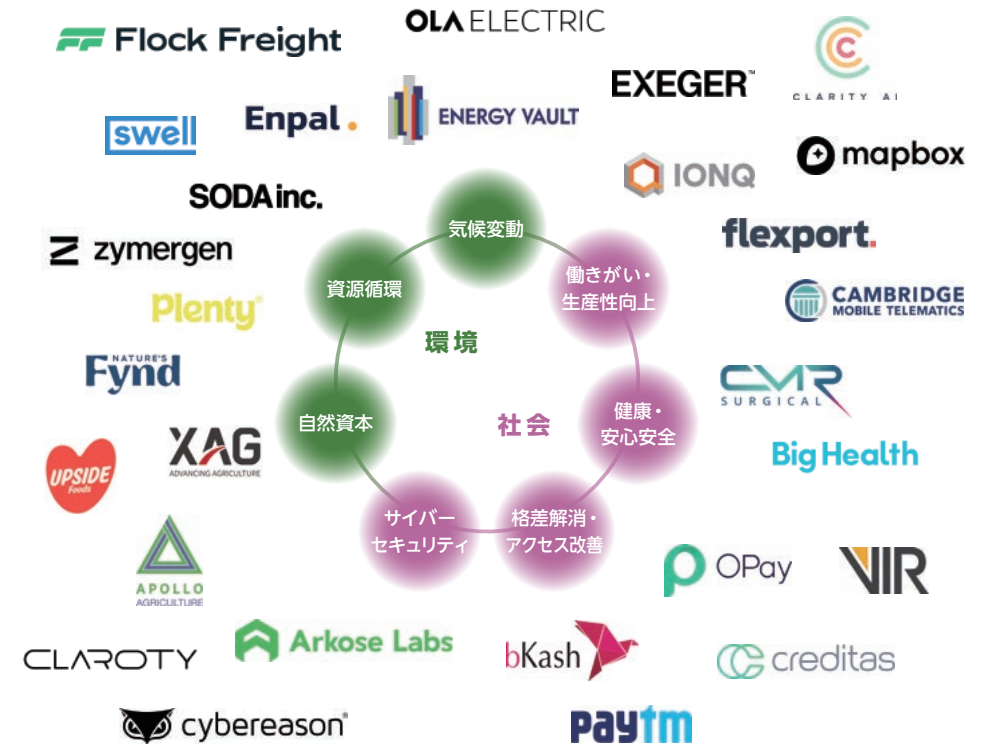 Flock Freight
OLA ELECTRIC
EXEGER™
CLARITY AI
swell
Enpal.
ENERGY VAULT
IONQ
mapbox
SODA inc.
zymergen
flexport.
気候変動
資源循環
働きがい・
生産性向上
Plenty®
CAMBRIDGE
MOBILE TELEMATICS
環境
NATURE'S
Fynd
CMR
SURGICAL
自然資本
社会
健康・
安心安全
XAG
ADVANCING AGRICULTURE
Big Health
UPSIDE
Foods
サイバー
セキュリティ
格差解消・
アクセス改善
APOLLO
AGRICULTURE
OPay
VIR
CLAROTY
Arkose Labs
bKash
creditas
cybereason®
paytm